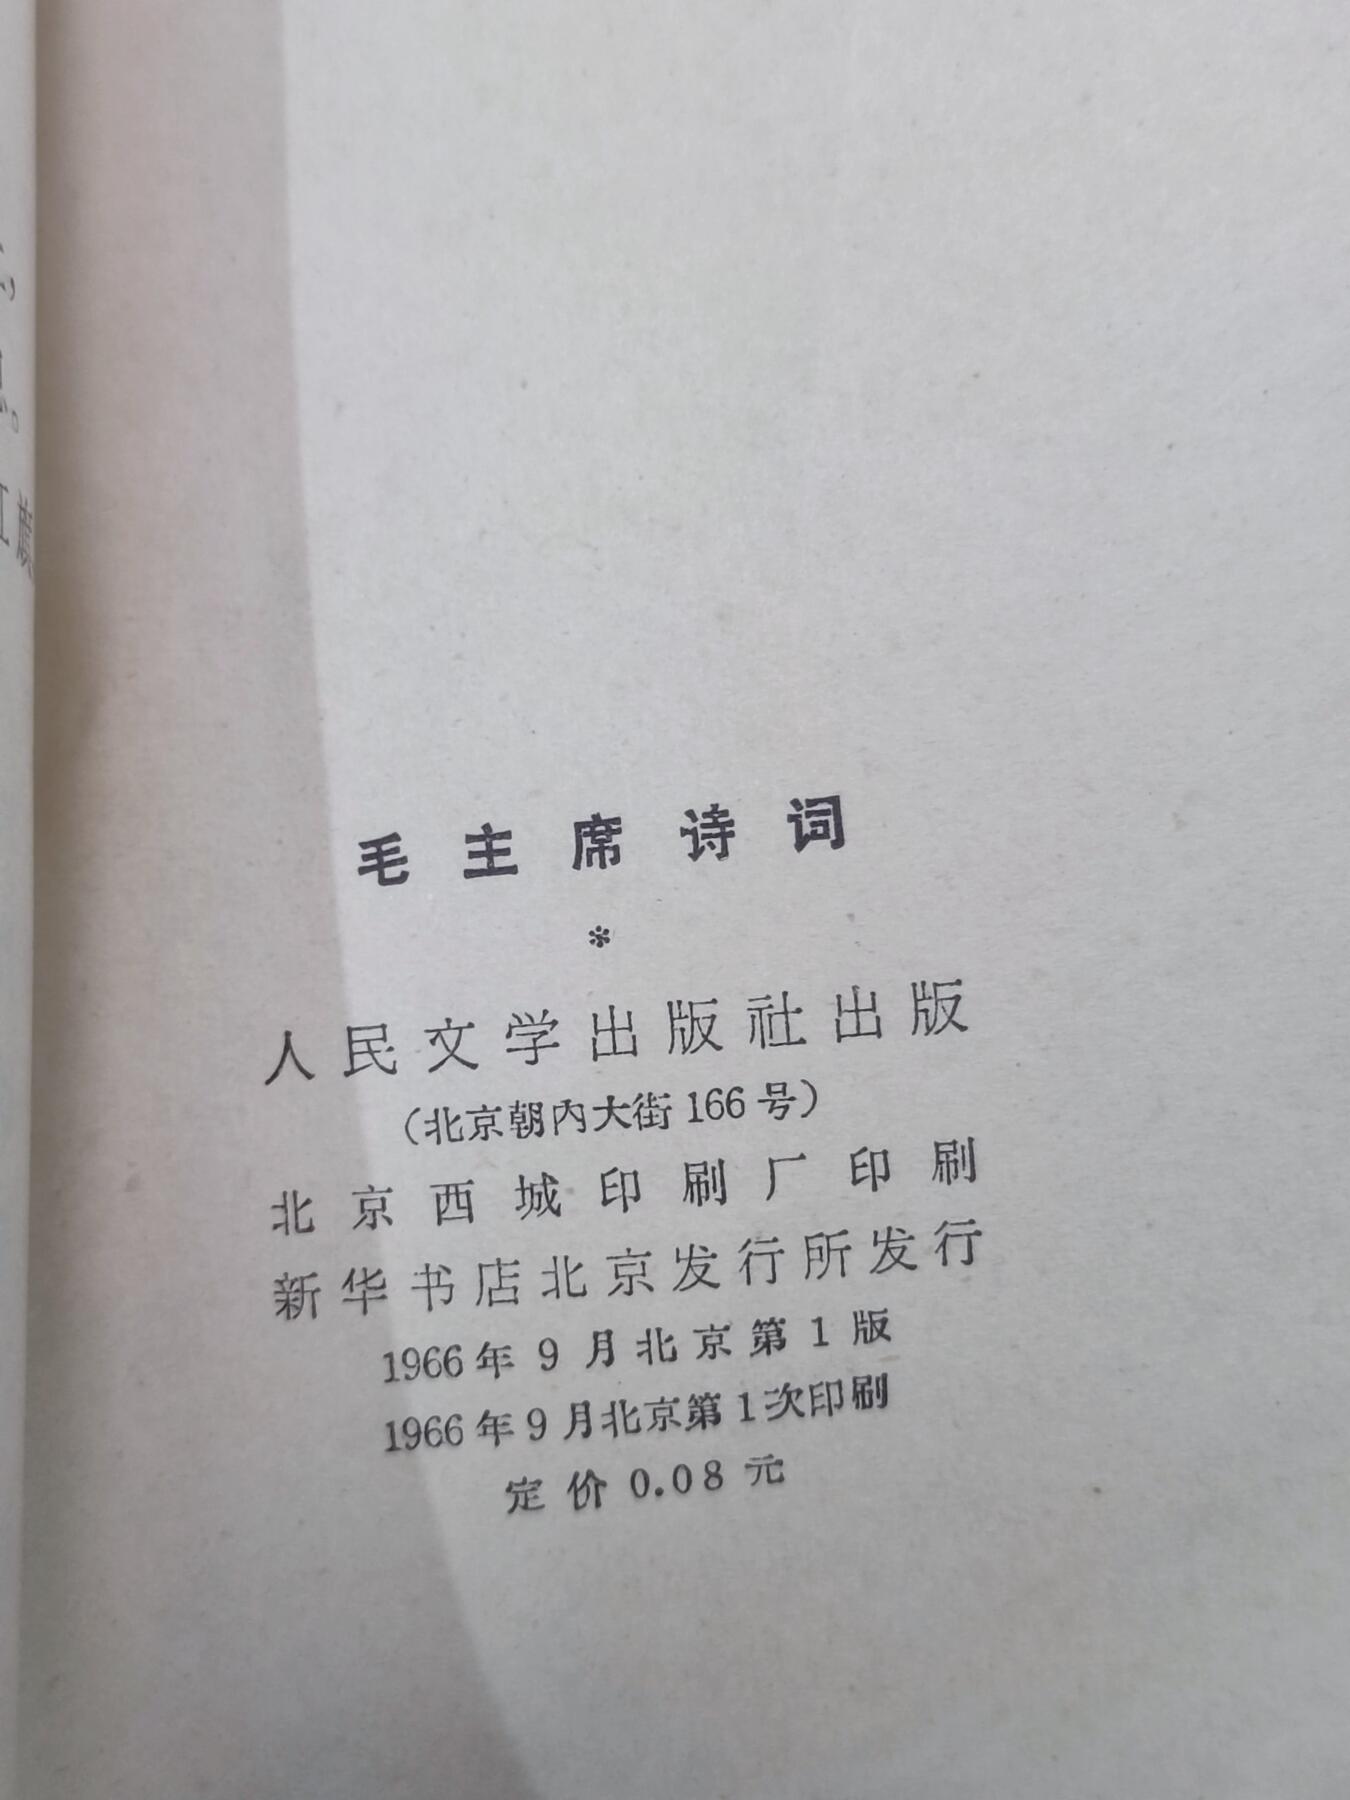 红旗
毛主席诗词
*
人民文学出版社出版
（北京朝内大街166号）
北京西城印刷厂印刷
新华书店北京发行所发行
1966年9月北京第1版
1966年9月北京第1次印刷
定价0.08元